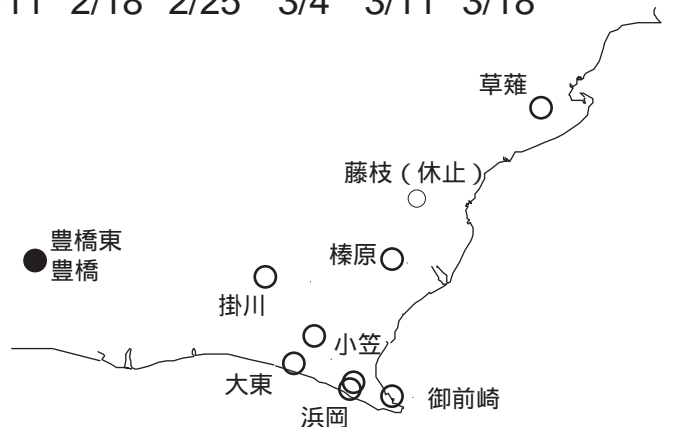 11 2/18 2/25 3/4 3/11 3/18
草薙
藤枝（休止）
豊橋東
豊橋
榛原
掛川
小笠
大東
浜岡
御前崎